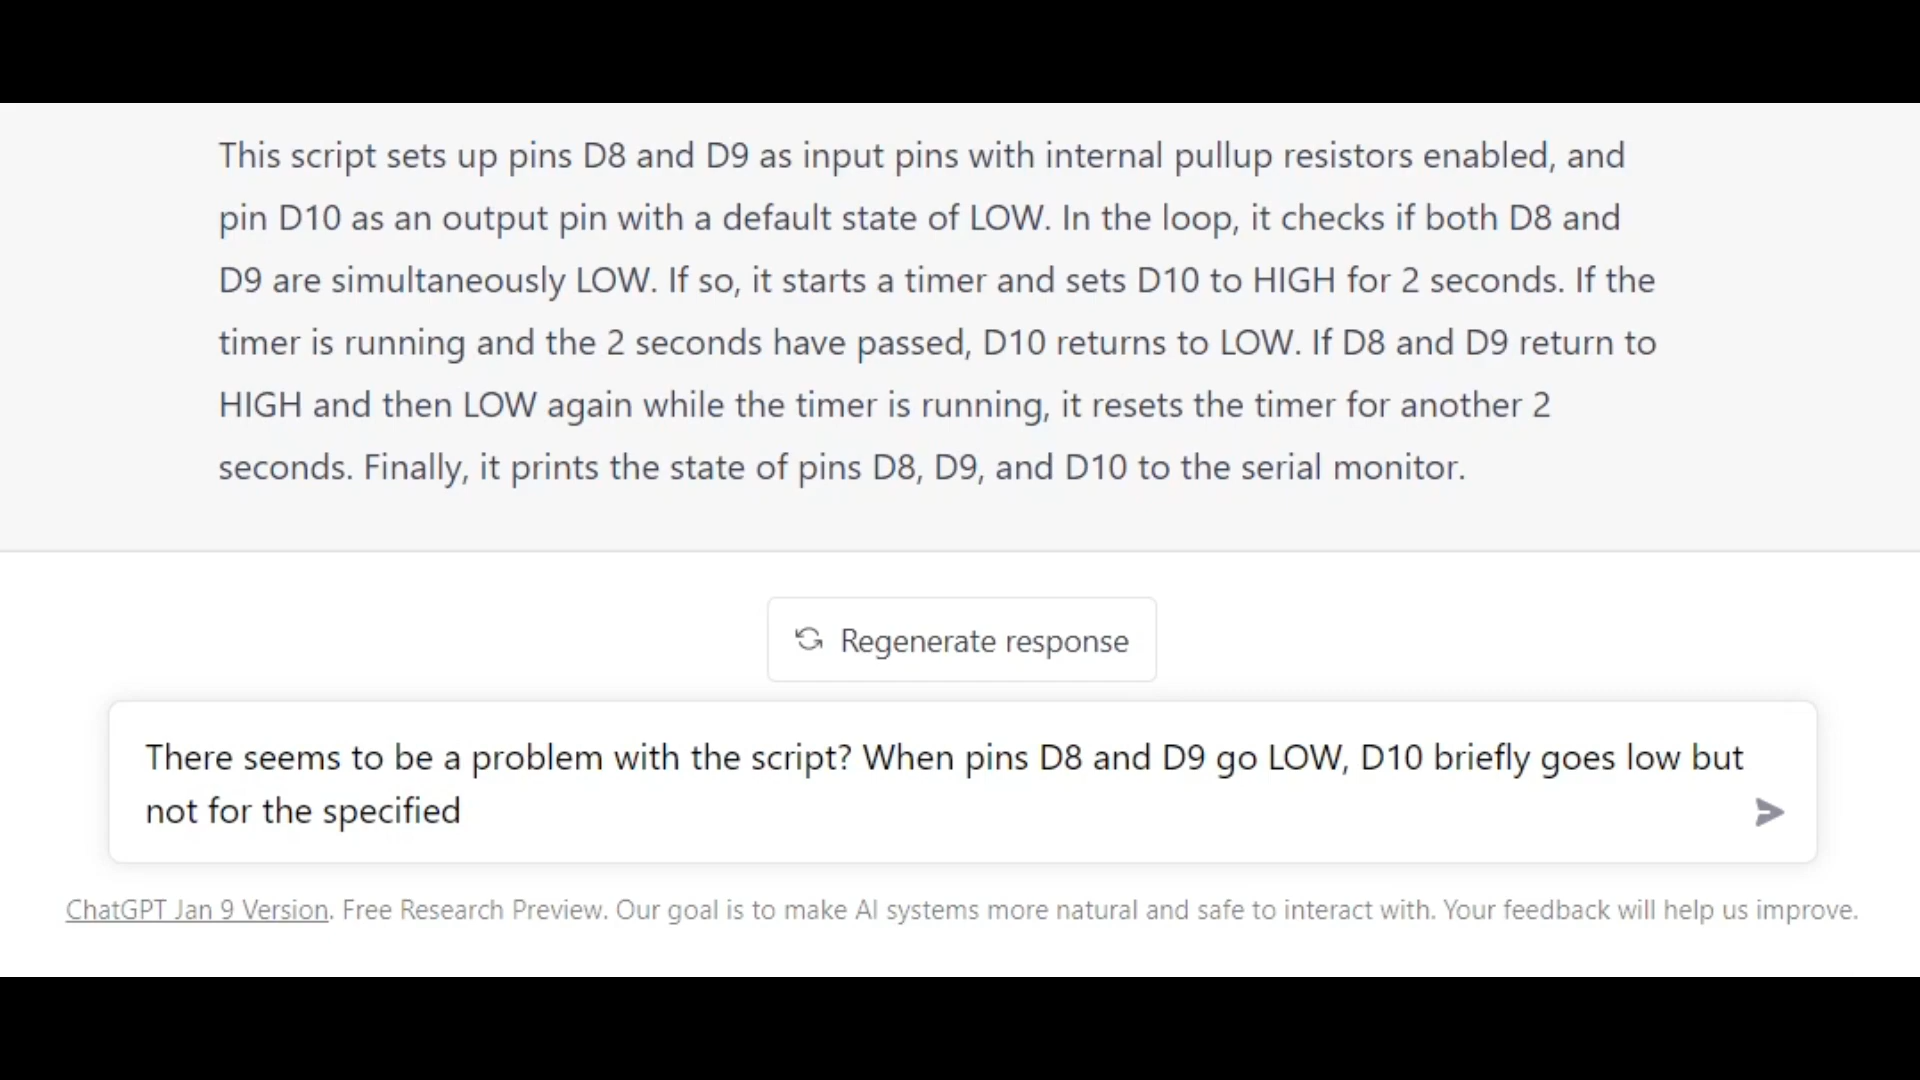 This script sets up pins D8 and D9 as input pins with internal pullup resistors enabled, and
pin D10 as an output pin with a default state of LOW. In the loop, it checks if both D8 and
D9 are simultaneously LOW. If so, it starts a timer and sets D10 to HIGH for 2 seconds. If the
timer is running and the 2 seconds have passed, D10 returns to LOW. If D8 and D9 return to
HIGH and then LOW again while the timer is running, it resets the timer for another 2
seconds. Finally, it prints the state of pins D8, D9, and D10 to the serial monitor.
Regenerate response
There seems to be a problem with the script? When pins D8 and D9 go LOW, D10 briefly goes low but
not for the specified
ChatGPT Jan 9 Version. Free Research Preview. Our goal is to make AI systems more natural and safe to interact with. Your feedback will help us improve.